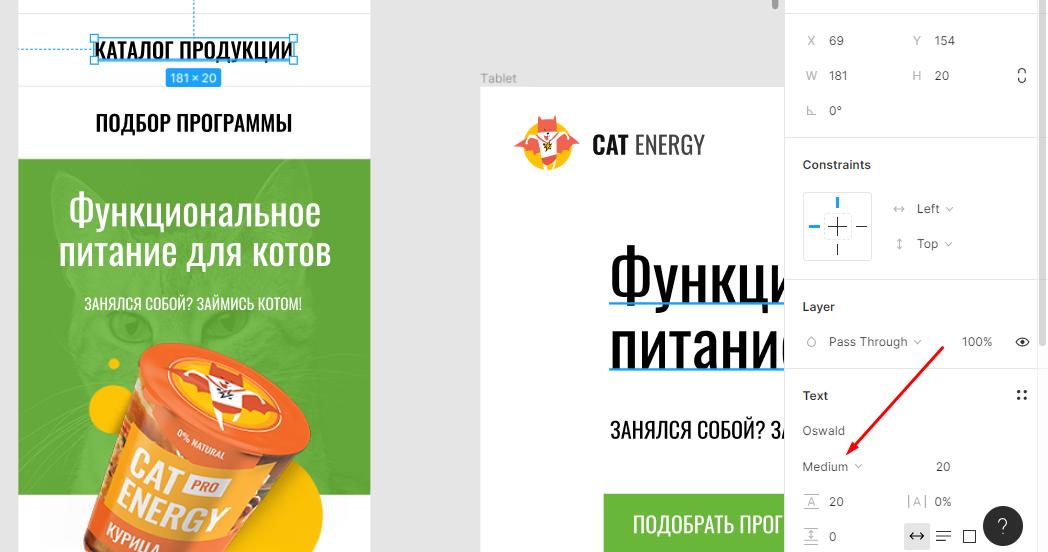 КАТАЛОГ ПРОДУКЦИИ
181 × 20
ПОДБОР ПРОГРАММЫ
Функциональное
питание для котов
ЗАНЯЛСЯ СОБОЙ? ЗАЙМИСЬ КОТОМ!
0% NATURAL
CAT
PRO
ENERGY
КУРИЦА
Tablet
CAT ENERGY
Функци
питани
ЗАНЯЛСЯ СОБОЙ? ЗА
ПОДОБРАТЬ ПРОГ
X 69 Y 154
W 181 H 20
0°
Constraints
Left
Top
Layer
Pass Through 100%
Text
Oswald
Medium 20
A 20 |A| 0%
0
?